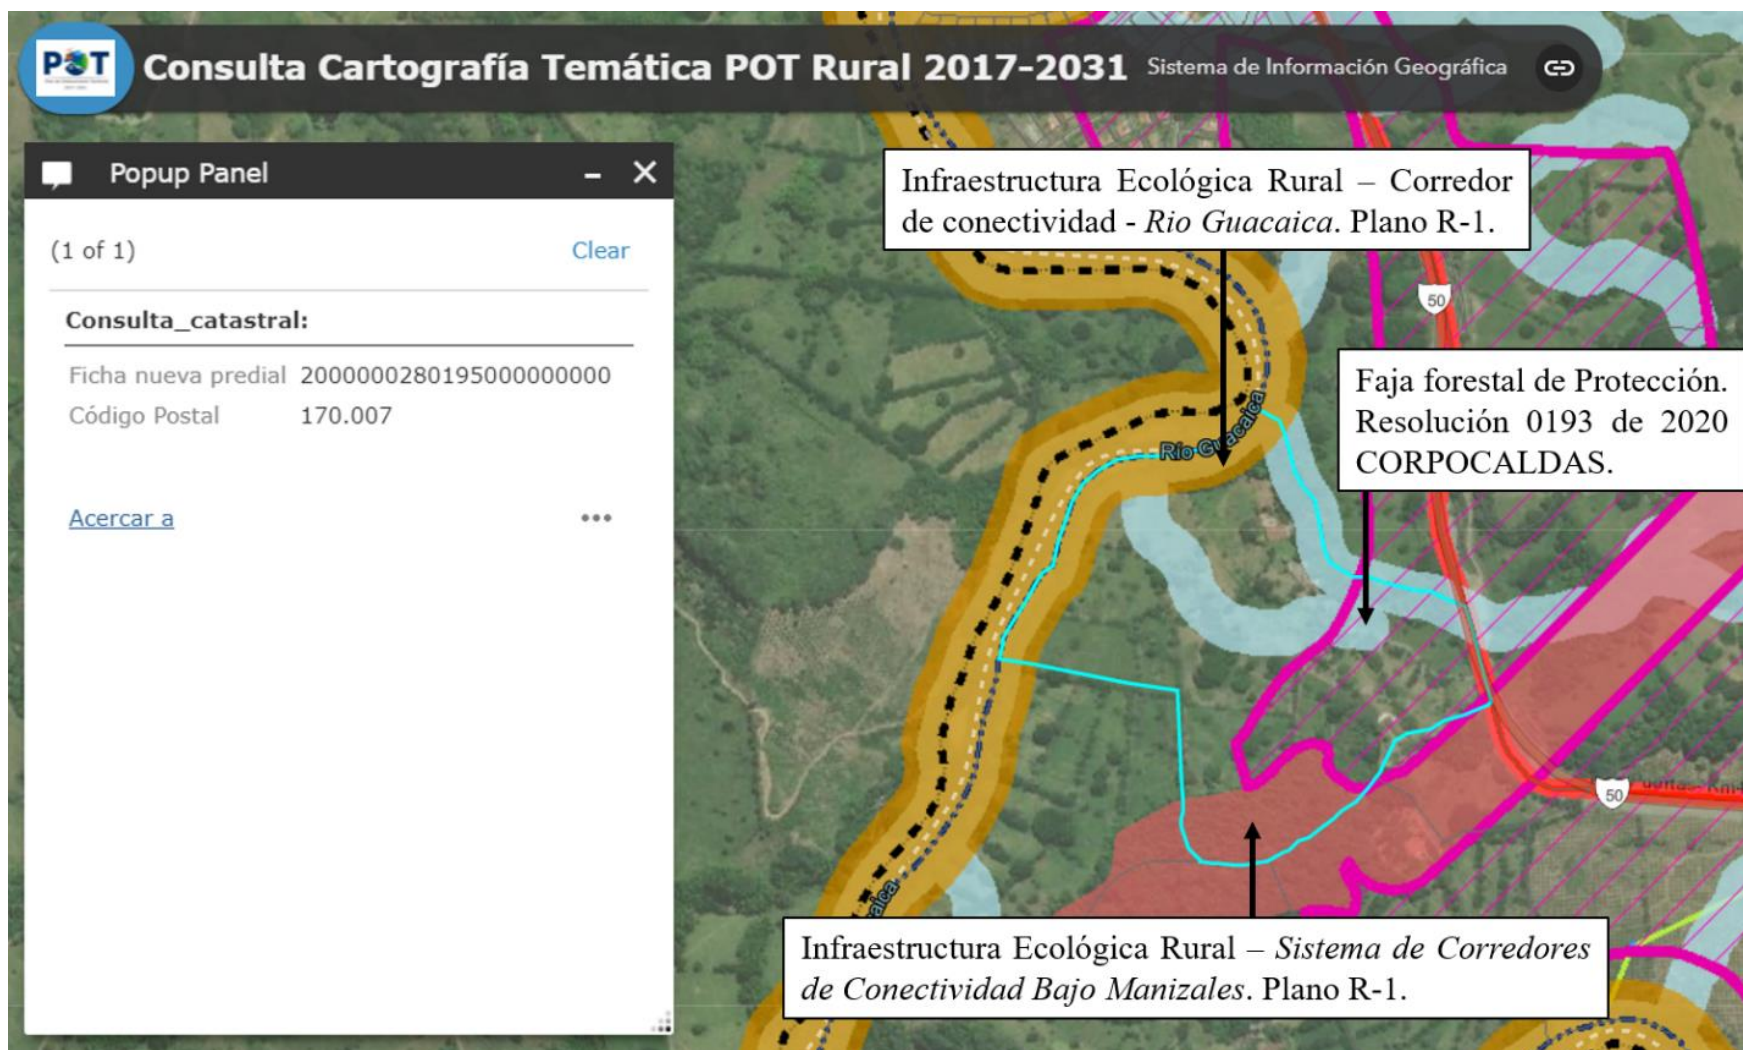 POT
Consulta Cartografía Temática POT Rural 2017-2031 Sistema de Información Geográfica
Popup Panel
(1 of 1) Clear
Consulta_catastral:
Ficha nueva predial 2000000280195000000000
Código Postal 170.007
Acercar a
Infraestructura Ecológica Rural – Corredor
de conectividad - Rio Guacaica. Plano R-1.
50
Faja forestal de Protección.
Resolución 0193 de 2020
CORPOCALDAS.
Río Guacaica
50
Infraestructura Ecológica Rural – Sistema de Corredores
de Conectividad Bajo Manizales. Plano R-1.